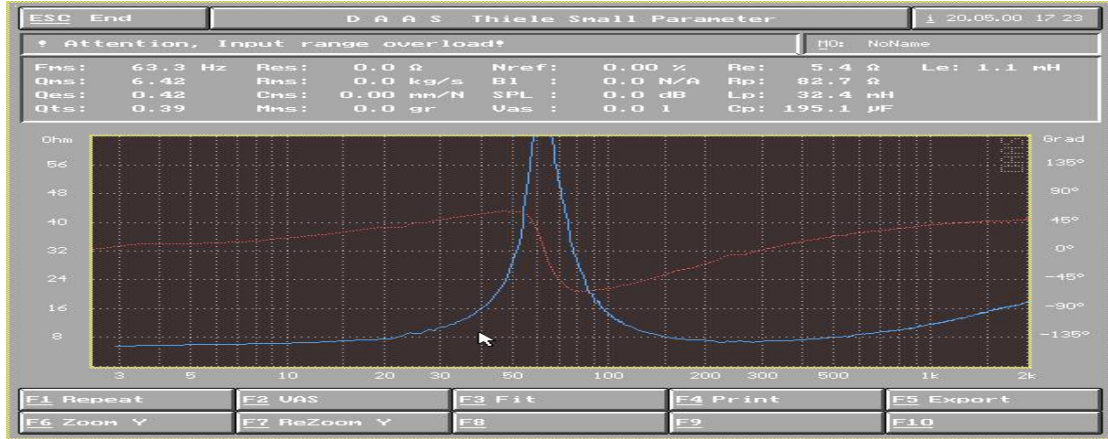 ESC End D A A S Thiele Small Parameter i 20.05.00 17 23
! Attention, Input range overload! MO: NoName
Fms: 63.3 Hz Res: 0.0 Ω Nref: 0.00 % Re: 5.4 Ω Le: 1.1 mH
Qms: 6.42 Rms: 0.0 kg/s Bl : 0.0 N/A Rp: 82.7 Ω
Qes: 0.42 Cms: 0.00 mm/N SPL : 0.0 dB Lp: 32.4 mH
Qts: 0.39 Mms: 0.0 gr Vas : 0.0 l Cp: 195.1 µF
Ohm Grad
56 135°
48 90°
40 45°
32 0°
24 -45°
16 -90°
8 -135°
3 5 10 20 30 50 100 200 300 500 1k 2k
F1 Repeat F2 VAS F3 Fit F4 Print F5 Export
F6 Zoom Y F7 ReZoom Y F8 F9 F10